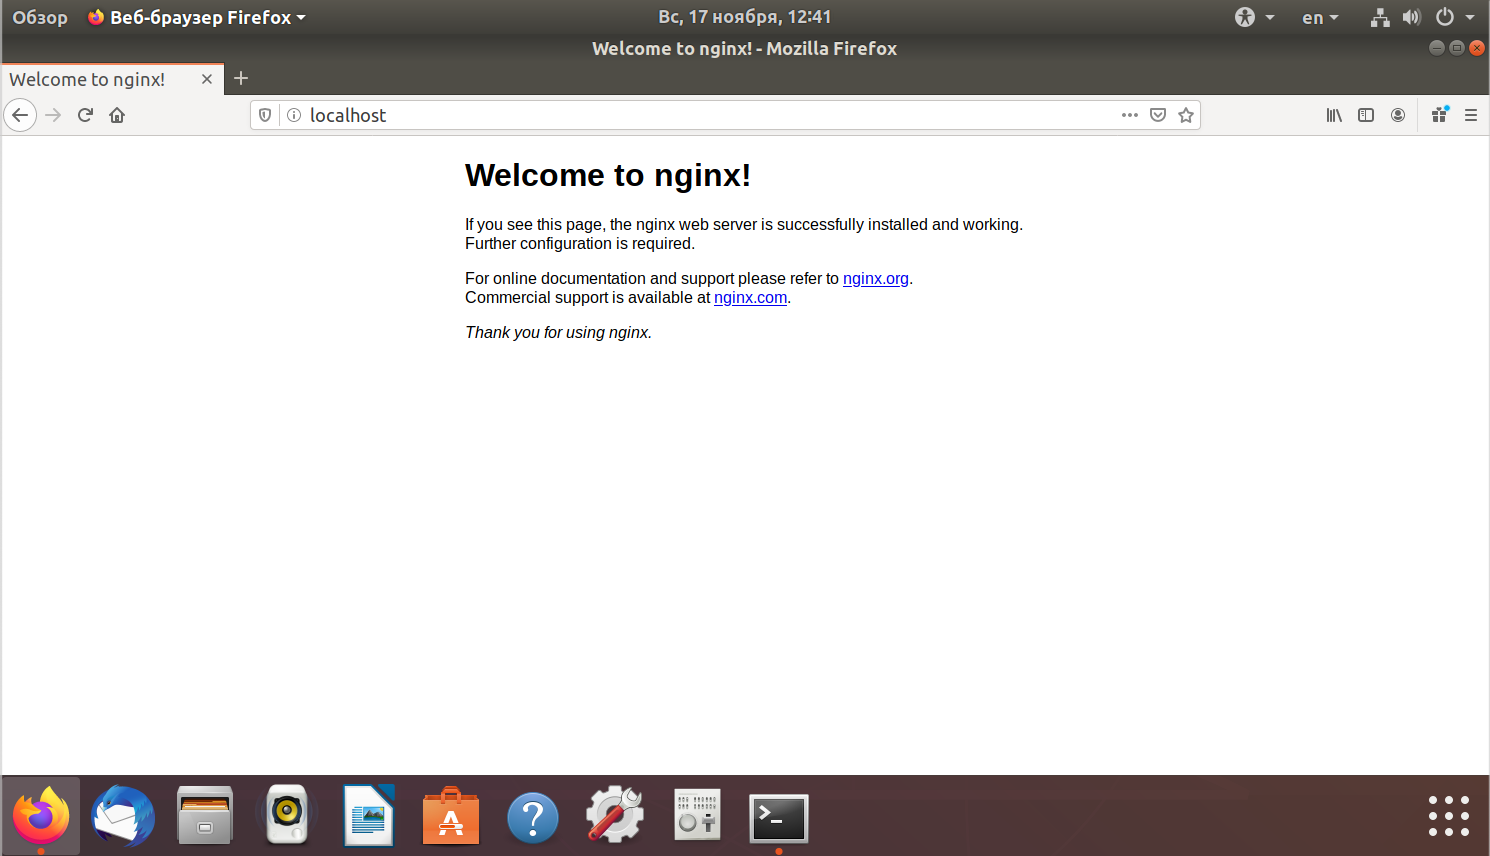 Обзор Веб-браузер Firefox Вс, 17 ноября, 12:41 en
Welcome to nginx! - Mozilla Firefox
Welcome to nginx!
localhost
Welcome to nginx!
If you see this page, the nginx web server is successfully installed and working.
Further configuration is required.
For online documentation and support please refer to nginx.org.
Commercial support is available at nginx.com.
Thank you for using nginx.